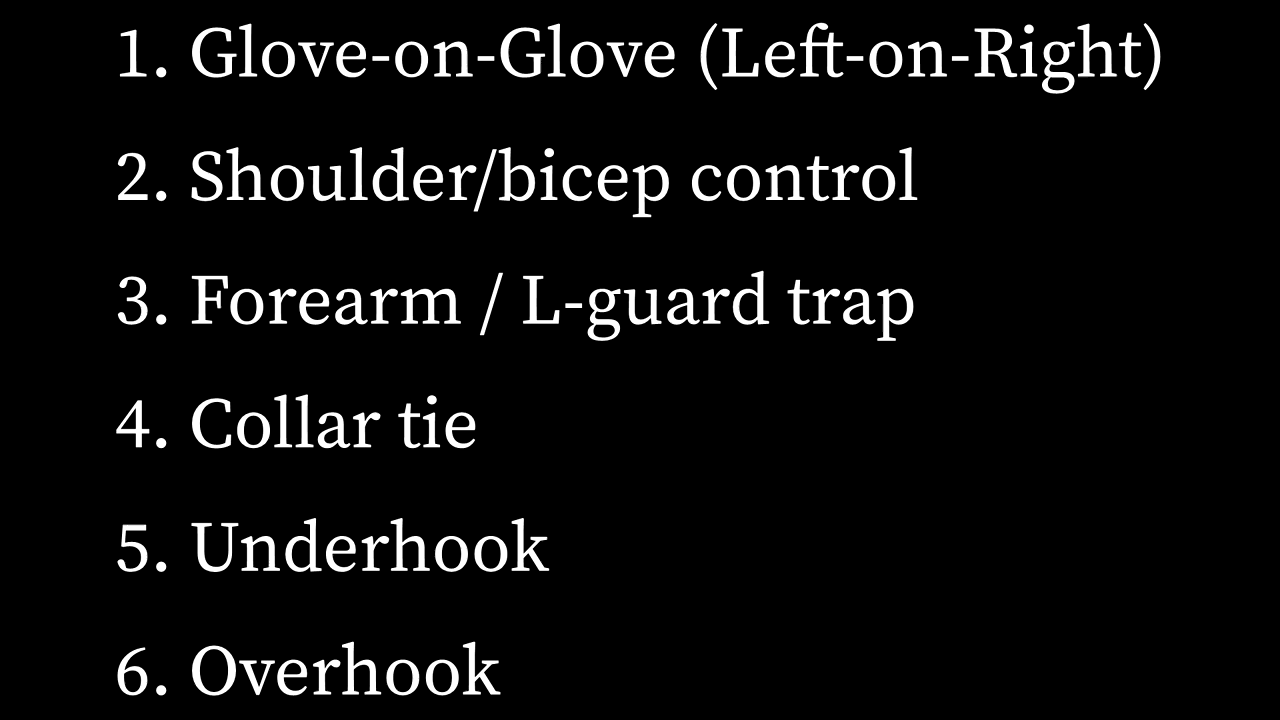 1. Glove-on-Glove (Left-on-Right)
2. Shoulder/bicep control
3. Forearm / L-guard trap
4. Collar tie
5. Underhook
6. Overhook